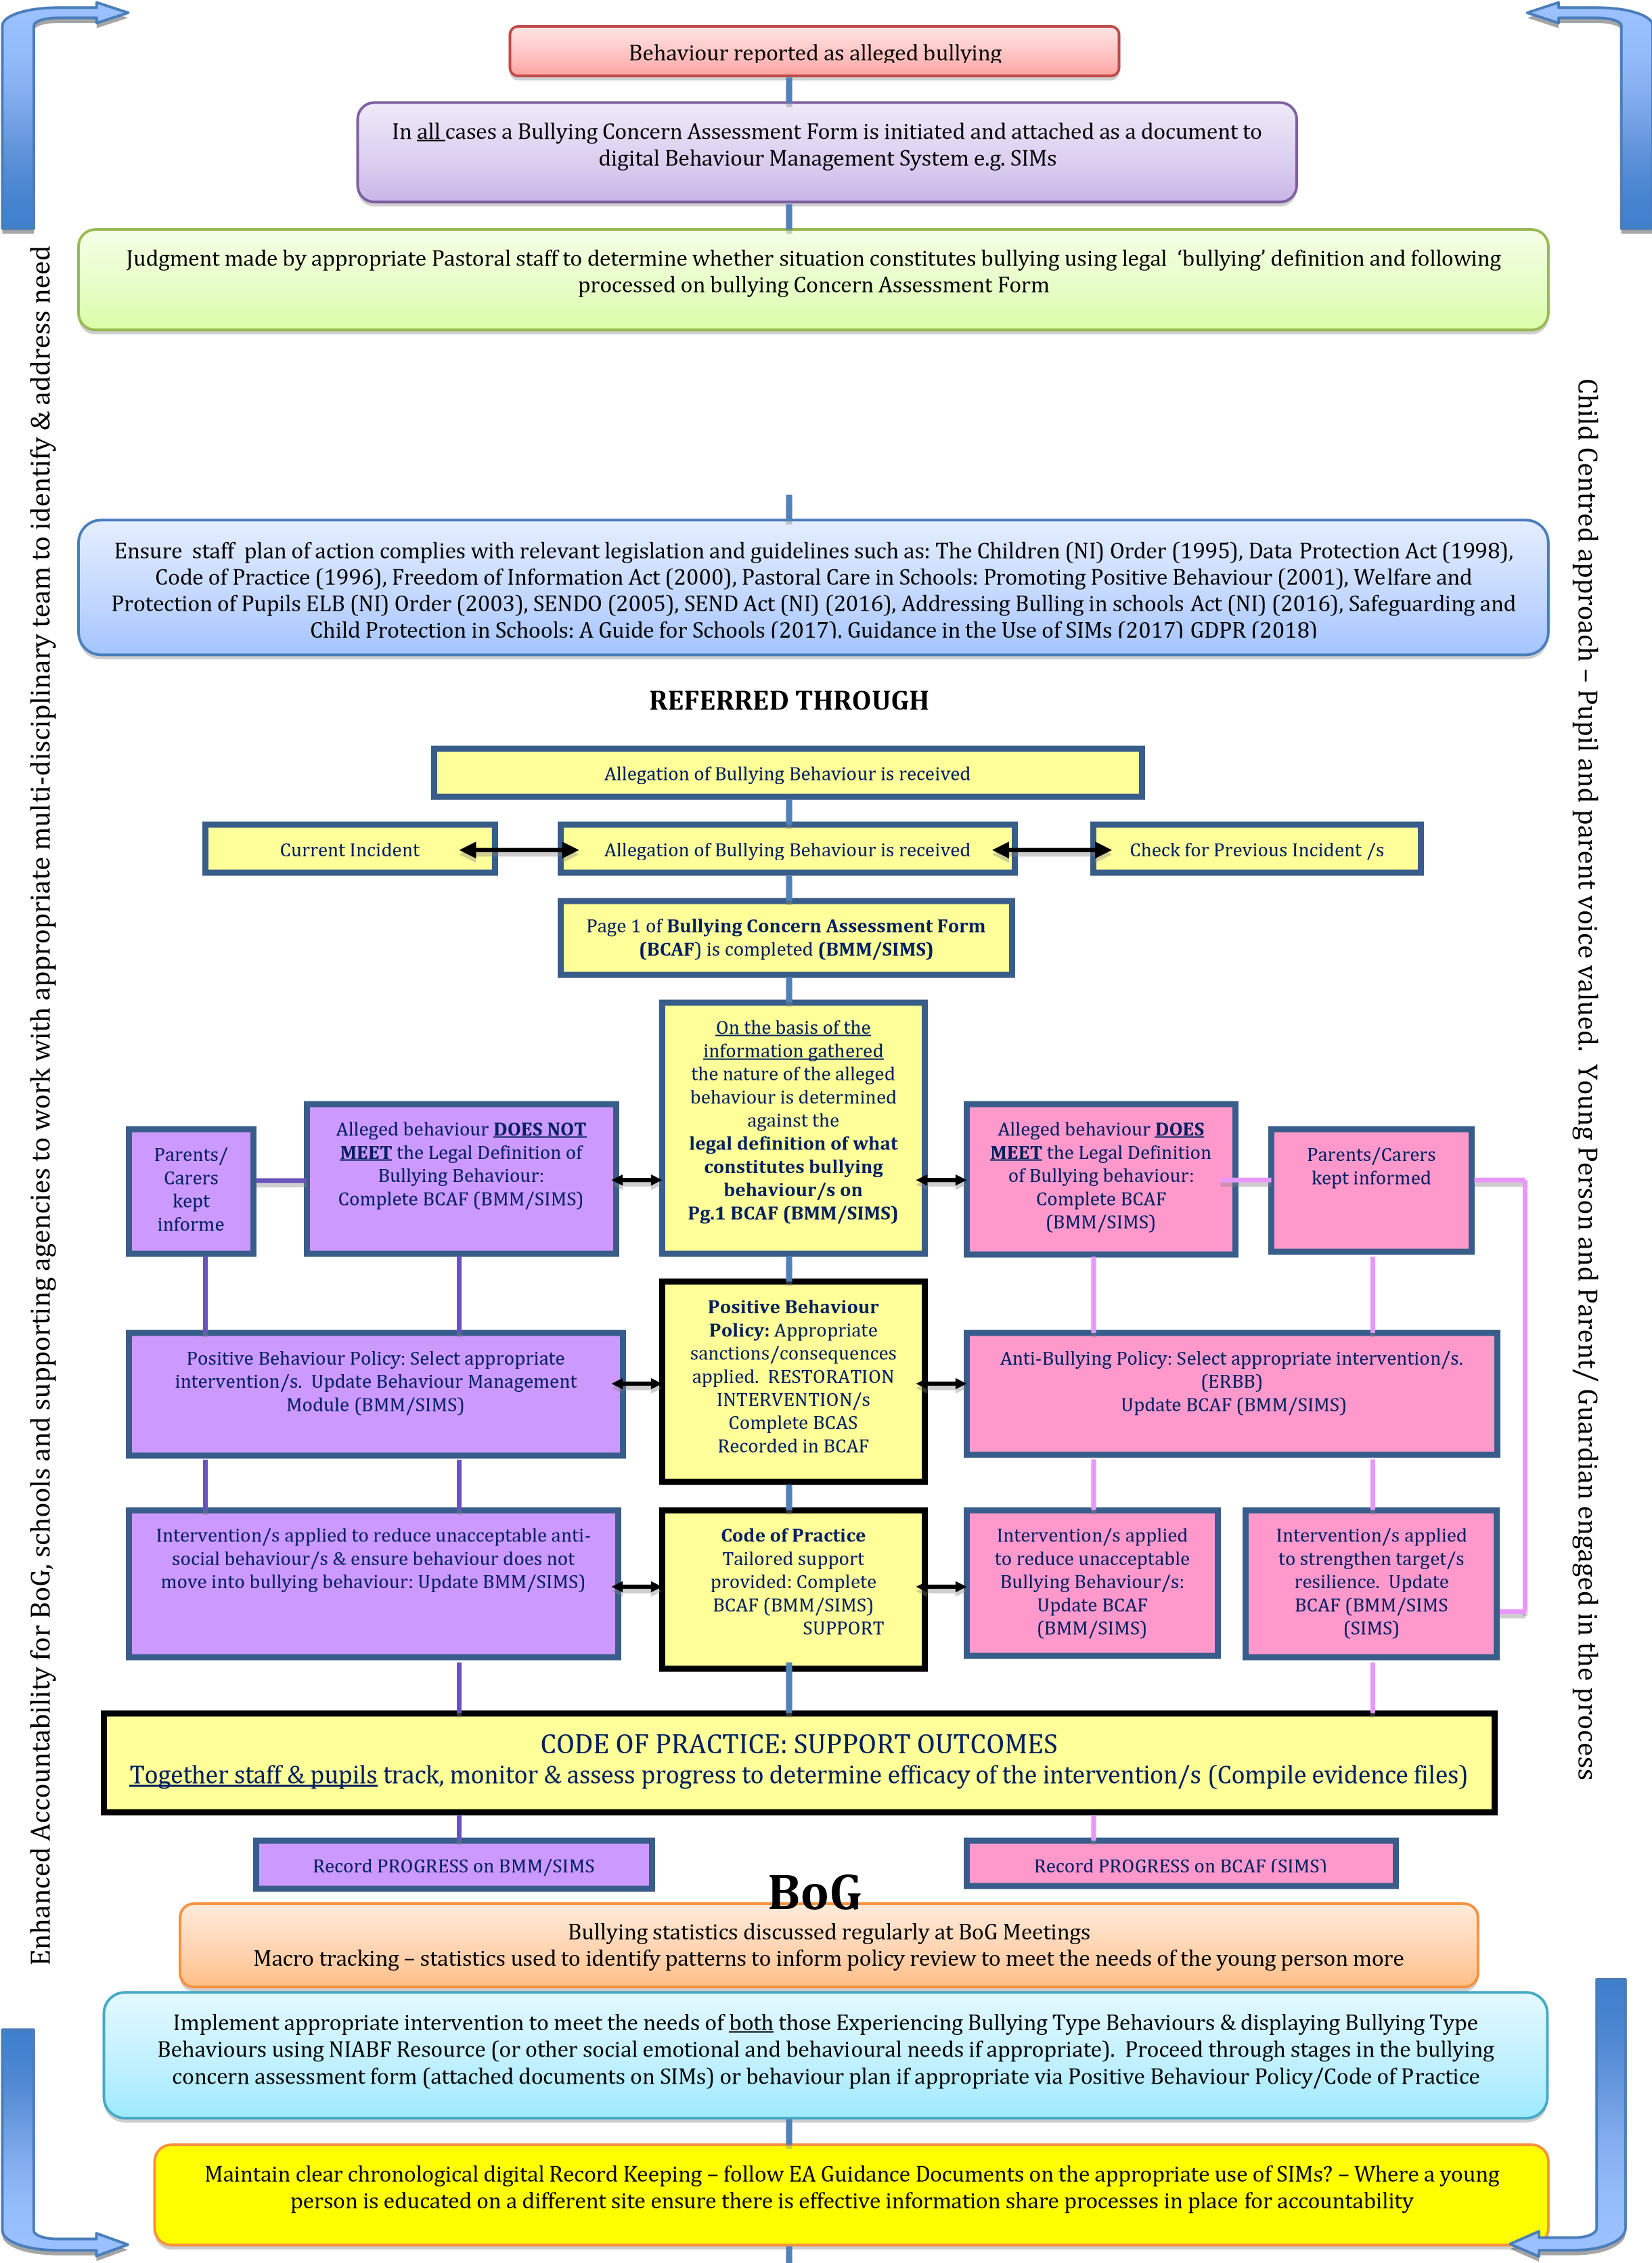 Behaviour reported as alleged bullying
In all cases a Bullying Concern Assessment Form is initiated and attached as a document to
digital Behaviour Management System e.g. SIMs
Judgment made by appropriate Pastoral staff to determine whether situation constitutes bullying using legal ‘bullying’ definition and following
processed on bullying Concern Assessment Form
Enhanced Accountability for BoG, schools and supporting agencies to work with appropriate multi-disciplinary team to identify & address need
Child Centred approach – Pupil and parent voice valued. Young Person and Parent/ Guardian engaged in the process
Ensure staff plan of action complies with relevant legislation and guidelines such as: The Children (NI) Order (1995), Data Protection Act (1998),
Code of Practice (1996), Freedom of Information Act (2000), Pastoral Care in Schools: Promoting Positive Behaviour (2001), Welfare and
Protection of Pupils ELB (NI) Order (2003), SENDO (2005), SEND Act (NI) (2016), Addressing Bulling in schools Act (NI) (2016), Safeguarding and
Child Protection in Schools: A Guide for Schools (2017). Guidance in the Use of SIMs (2017) GDPR (2018)
REFERRED THROUGH
Allegation of Bullying Behaviour is received
Current Incident
Allegation of Bullying Behaviour is received
Check for Previous Incident /s
Page 1 of Bullying Concern Assessment Form
(BCAF) is completed (BMM/SIMS)
On the basis of the
information gathered
the nature of the alleged
behaviour is determined
against the
legal definition of what
constitutes bullying
behaviour/s on
Pg.1 BCAF (BMM/SIMS)
Parents/
Carers
kept
informe
Alleged behaviour DOES NOT
MEET the Legal Definition of
Bullying Behaviour:
Complete BCAF (BMM/SIMS)
Alleged behaviour DOES
MEET the Legal Definition
of Bullying behaviour:
Complete BCAF
(BMM/SIMS)
Parents/Carers
kept informed
Positive Behaviour Policy: Select appropriate
intervention/s. Update Behaviour Management
Module (BMM/SIMS)
Positive Behaviour
Policy: Appropriate
sanctions/consequences
applied. RESTORATION
INTERVENTION/s
Complete BCAS
Recorded in BCAF
Anti-Bullying Policy: Select appropriate intervention/s.
(ERBB)
Update BCAF (BMM/SIMS)
Intervention/s applied to reduce unacceptable anti-
social behaviour/s & ensure behaviour does not
move into bullying behaviour: Update BMM/SIMS)
Code of Practice
Tailored support
provided: Complete
BCAF (BMM/SIMS)
SUPPORT
Intervention/s applied
to reduce unacceptable
Bullying Behaviour/s:
Update BCAF
(BMM/SIMS)
Intervention/s applied
to strengthen target/s
resilience. Update
BCAF (BMM/SIMS
(SIMS)
CODE OF PRACTICE: SUPPORT OUTCOMES
Together staff & pupils track, monitor & assess progress to determine efficacy of the intervention/s (Compile evidence files)
Record PROGRESS on BMM/SIMS
Record PROGRESS on BCAF (SIMS)
BoG
Bullying statistics discussed regularly at BoG Meetings
Macro tracking – statistics used to identify patterns to inform policy review to meet the needs of the young person more
Implement appropriate intervention to meet the needs of both those Experiencing Bullying Type Behaviours & displaying Bullying Type
Behaviours using NIABF Resource (or other social emotional and behavioural needs if appropriate). Proceed through stages in the bullying
concern assessment form (attached documents on SIMs) or behaviour plan if appropriate via Positive Behaviour Policy/Code of Practice
Maintain clear chronological digital Record Keeping – follow EA Guidance Documents on the appropriate use of SIMs? – Where a young
person is educated on a different site ensure there is effective information share processes in place for accountability